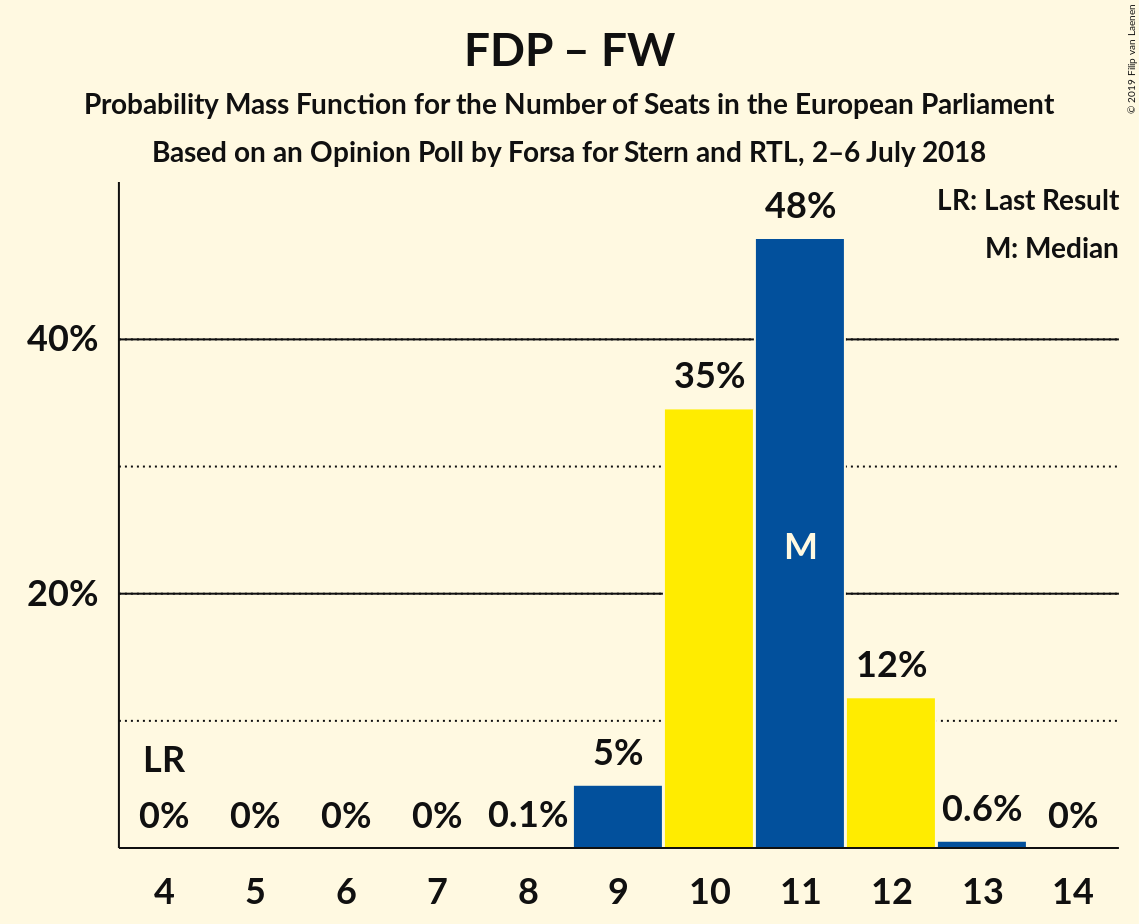 FDP – FW
Probability Mass Function for the Number of Seats in the European Parliament
Based on an Opinion Poll by Forsa for Stern and RTL, 2–6 July 2018
© 2019 Filip van Laenen
LR: Last Result
M: Median
48%
40%
35%
M
20%
12%
5%
LR
0% 0% 0% 0% 0.1% 0.6% 0%
4 5 6 7 8 9 10 11 12 13 14